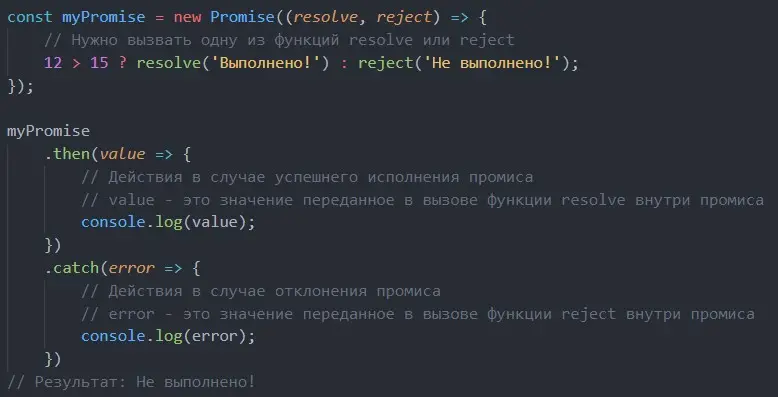 const myPromise = new Promise((resolve, reject) => {
    // Нужно вызвать одну из функций resolve или reject
    12 > 15 ? resolve('Выполнено!') : reject('Не выполнено!');
});

myPromise
    .then(value => {
        // Действия в случае успешнего исполнения промиса
        // value - это значение переданное в вызове функции resolve внутри промиса
        console.log(value);
    })
    .catch(error => {
        // Действия в случае отклонения промиса
        // error - это значение переданное в вызове функции reject внутри промиса
        console.log(error);
    })
// Результат: Не выполнено!